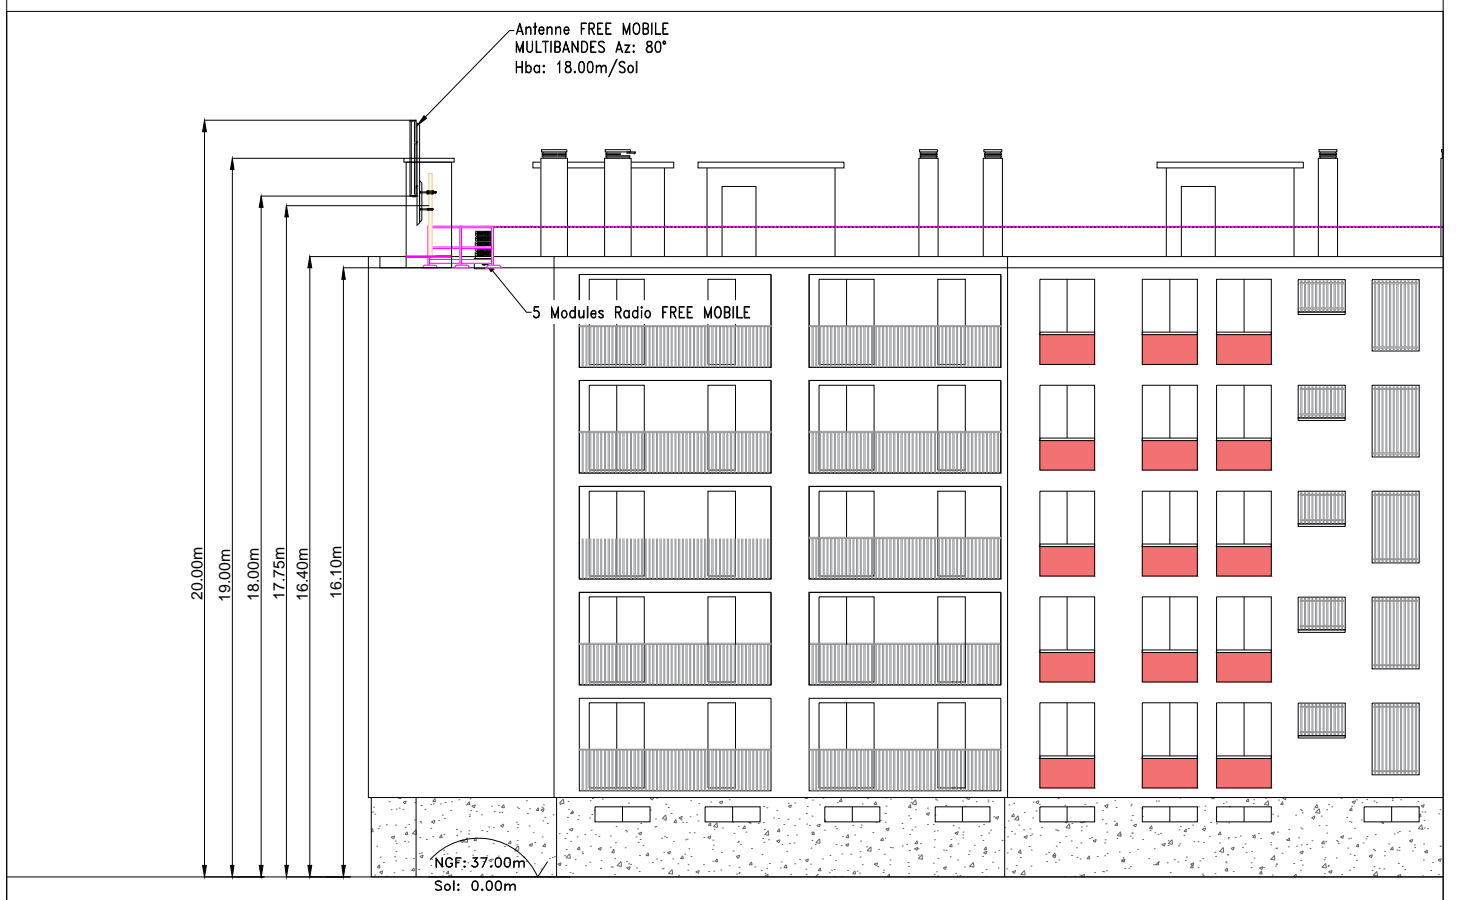 Antenne FREE MOBILE
MULTIBANDES Az: 80°
Hba: 18.00m/Sol
5 Modules Radio FREE MOBILE
20.00m
19.00m
18.00m
17.75m
16.40m
16.10m
NGF: 37.00m
Sol: 0.00m